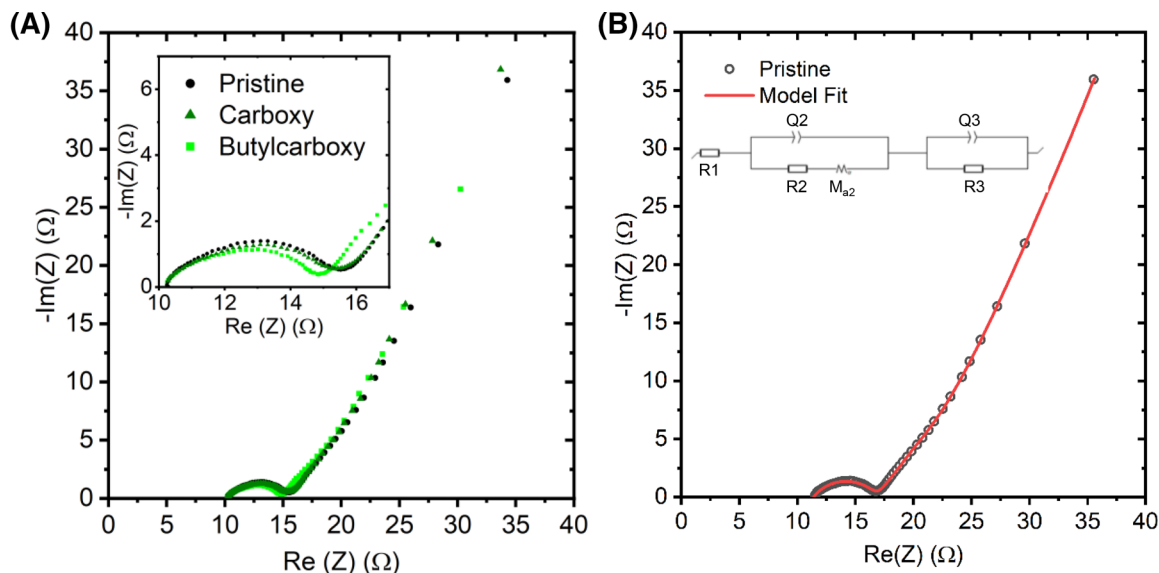 (A)
40
35
30
25
20
15
10
5
0
-Im(Z) (Ω)
0 5 10 15 20 25 30 35 40
Re (Z) (Ω)
6
4
2
0
-Im(Z) (Ω)
10 12 14 16
Re (Z) (Ω)
Pristine
Carboxy
Butylcarboxy
(B)
40
35
30
25
20
15
10
5
0
-Im(Z) (Ω)
0 5 10 15 20 25 30 35 40
Re(Z) (Ω)
Pristine
Model Fit
Q2 Q3
R1 R2 Ma2 R3